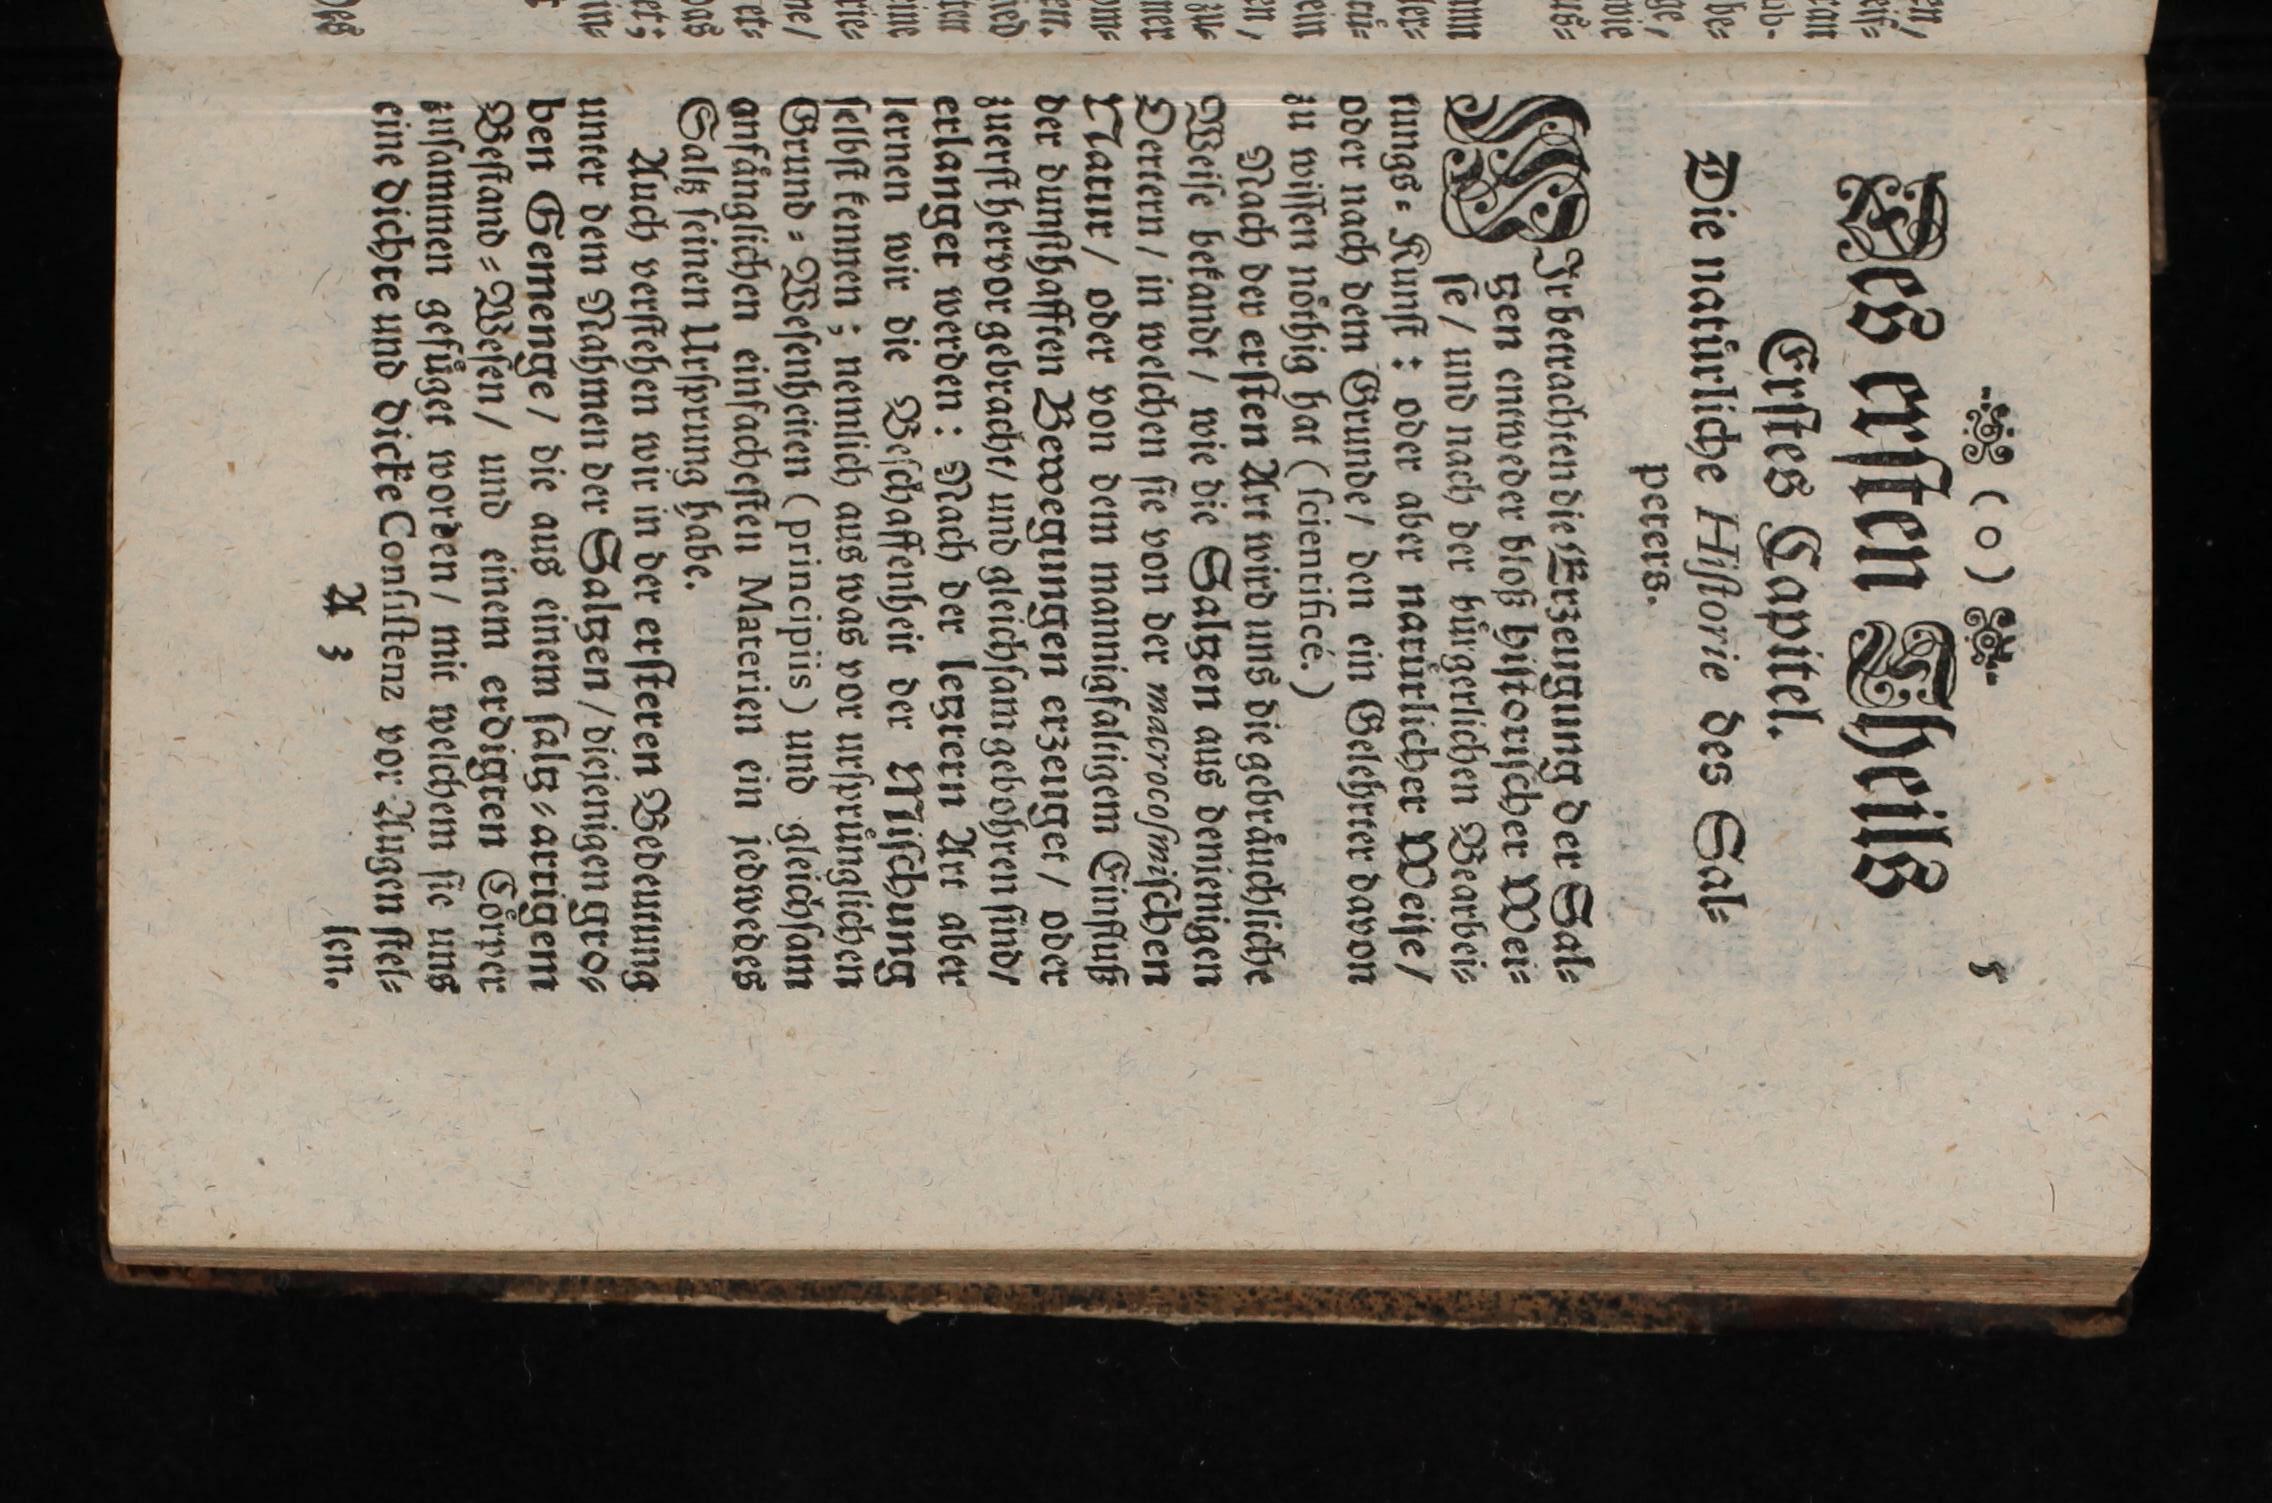 (o) 5
Des ersten Theils
Erstes Capitel.
Die natürliche Historie des Sal-
peters.
WIr betrachten die Erzeugung der Sal-
tzen entweder bloß historischer Wei-
se / und nach der bürgerlichen Bearbei-
tungs-Kunst: oder aber natürlicher Weise /
oder nach dem Grunde / den ein Gelehrter davon
zu wissen nöthig hat (scientificé.)
Nach der ersten Art wird uns die gebräuchliche
Weise bekandt / wie die Saltzen aus denienigen
Oertern / in welchen sie von der macrocosmischen
Natur / oder von dem mannigfaltigem Einfluß
der dunsthafften Bewegungen erzeuget / oder
zuerst hervor gebracht / und gleichsam gebohren sind /
erlanget werden: Nach der letztern Art aber
lernen wir die Beschaffenheit der Mischung
selbst kennen; nemlich aus was vor ursprünglichen
Grund-Wesenheiten (principiis) und gleichsam
anfänglichen einfachesten Materien ein jedwedes
Saltz seinen Ursprung habe.
Auch verstehen wir in der ersteren Bedeutung
unter dem Nahmen der Saltzen / diejenigen gro-
ben Gemenge / die aus einem saltz-artigem
Bestand-Wesen / und einem erdigten Cörper
zusammen gefüget worden / mit welchem sie uns
eine dichte und dicke Consistenz vor Augen stel-
A 3 len.